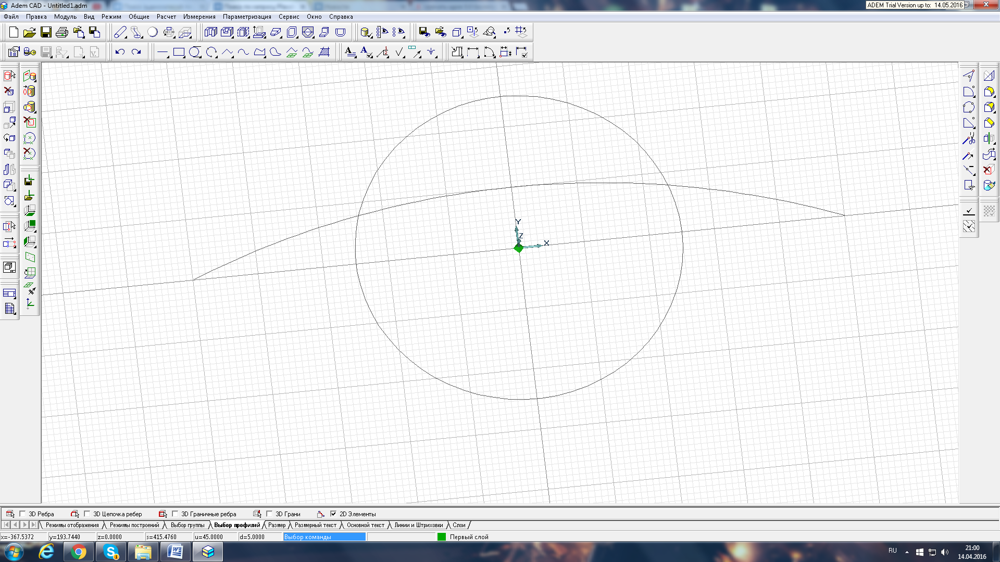 Adem CAD - Untitled1.adm
ADEM Trial Version up to: 14.05.2016
Файл Правка Модуль Вид Режим Общие Расчет Измерения Параметризация Сервис Окно Справка
Y
Z
X
3D Ребра 3D Цепочка ребер 3D Граничные ребра 3D Грани 2D Элементы
Режимы отображения Режимы построений Выбор группы Выбор профилей Размер Размерный текст Основной текст Линии и Штриховки Слои
x=-367.5372 y=193.7440 z=0.0000 s=415.4760 u=45.0000 d=5.0000 Выбор команды Первый слой
RU 21:00
14.04.2016